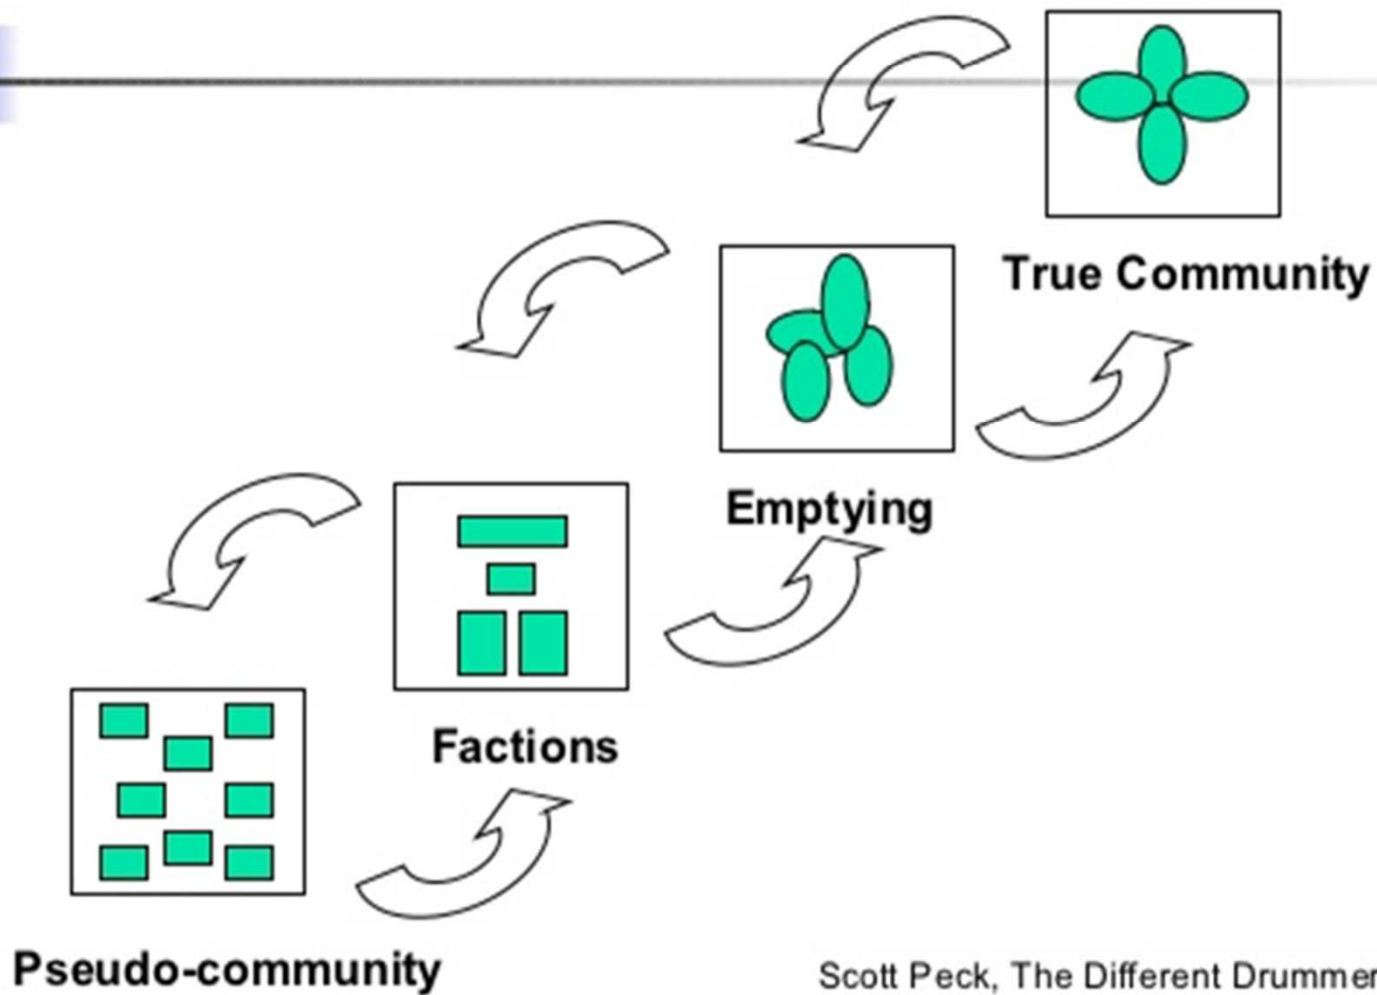 True Community
Emptying
Factions
Pseudo-community
Scott Peck, The Different Drummer